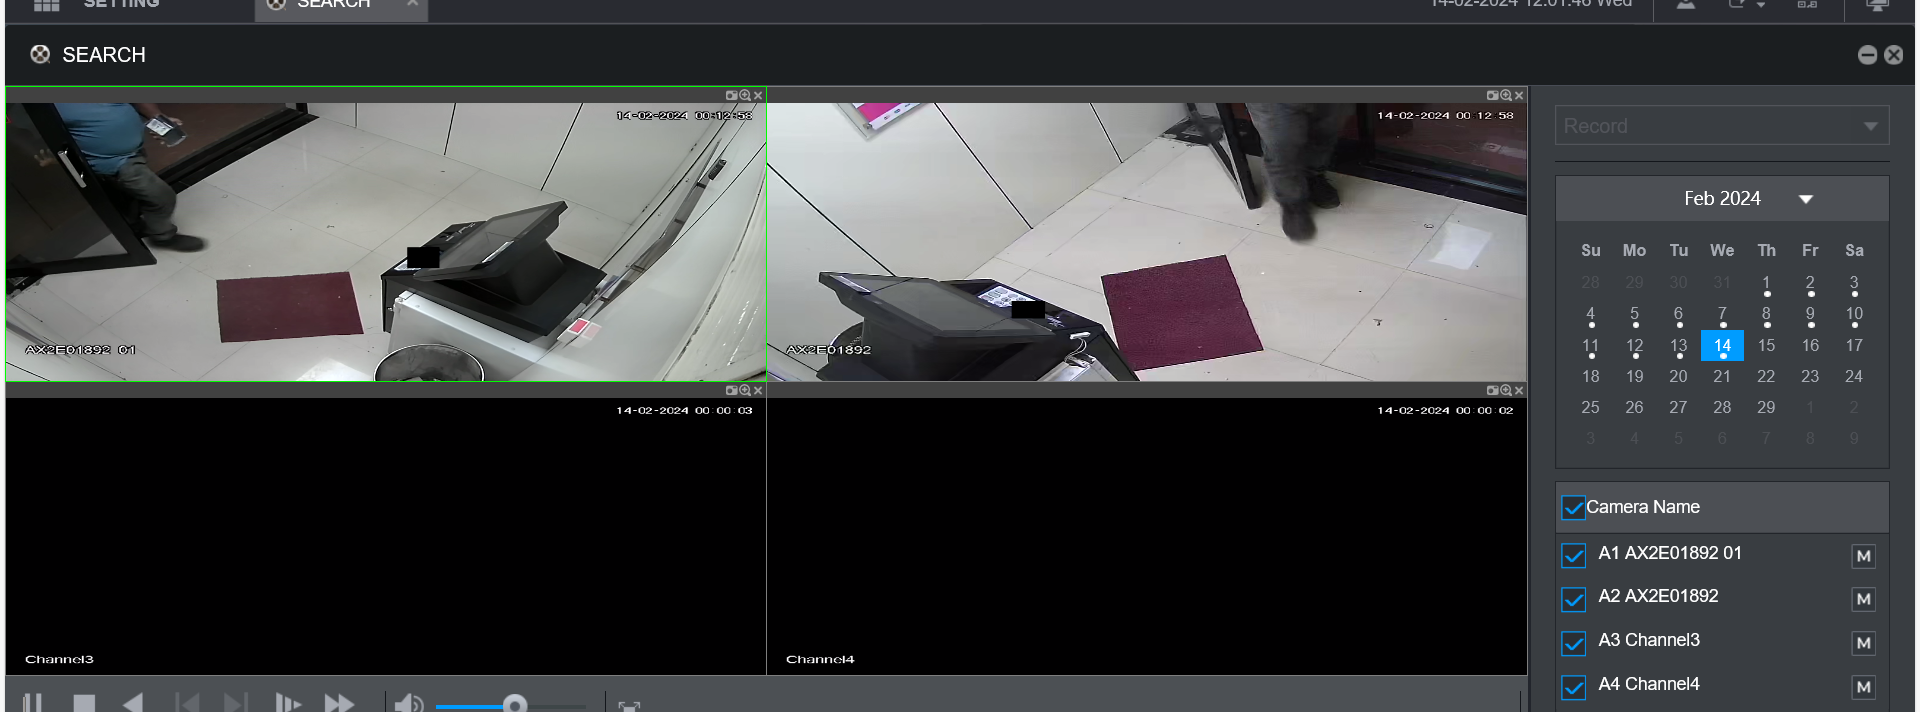 SETTING
SEARCH
14-02-2024 12:01:46 Wed
SEARCH
14-02-2024 00:12:58
AX2E01892 01
14-02-2024 00:12:58
AX2E01892
14-02-2024 00:00:03
Channel3
14-02-2024 00:00:02
Channel4
Record
Feb 2024
Su Mo Tu We Th Fr Sa
28 29 30 31 1 2 3
4 5 6 7 8 9 10
11 12 13 14 15 16 17
18 19 20 21 22 23 24
25 26 27 28 29 1 2
3 4 5 6 7 8 9
Camera Name
A1 AX2E01892 01 M
A2 AX2E01892 M
A3 Channel3 M
A4 Channel4 M